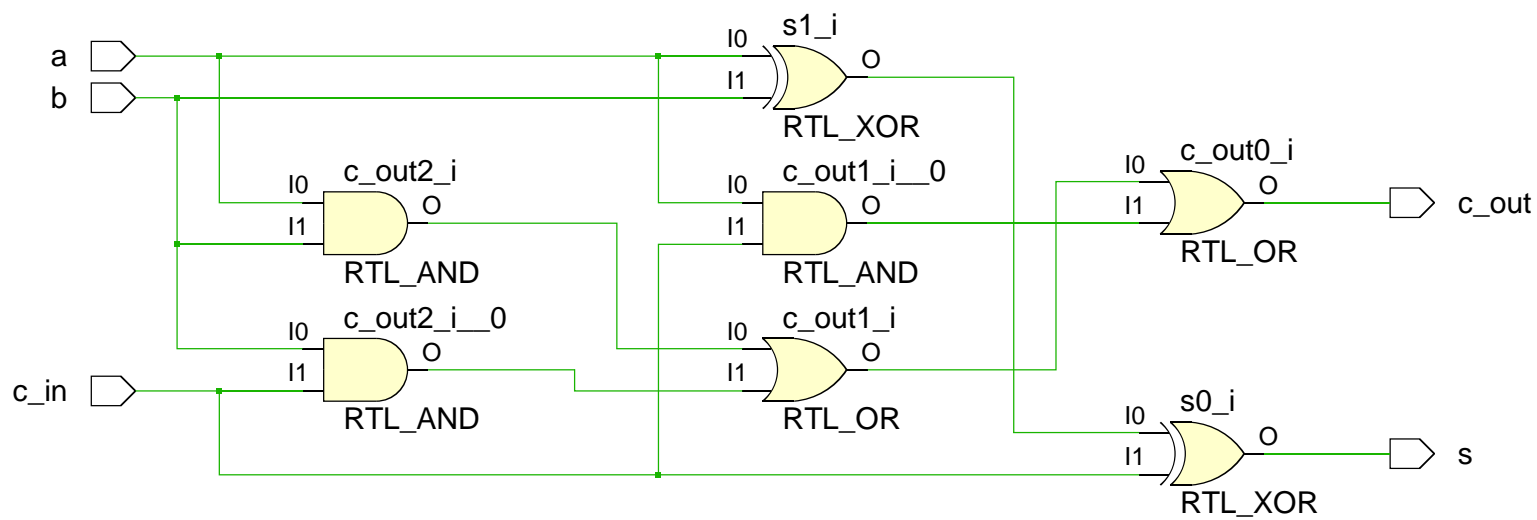 a
b
c_in
I0
I1
s1_i
O
RTL_XOR
I0
I1
c_out2_i
O
RTL_AND
I0
I1
c_out1_i__0
O
RTL_AND
I0
I1
c_out0_i
O
RTL_OR
c_out
I0
I1
c_out2_i__0
O
RTL_AND
I0
I1
c_out1_i
O
RTL_OR
I0
I1
s0_i
O
RTL_XOR
s